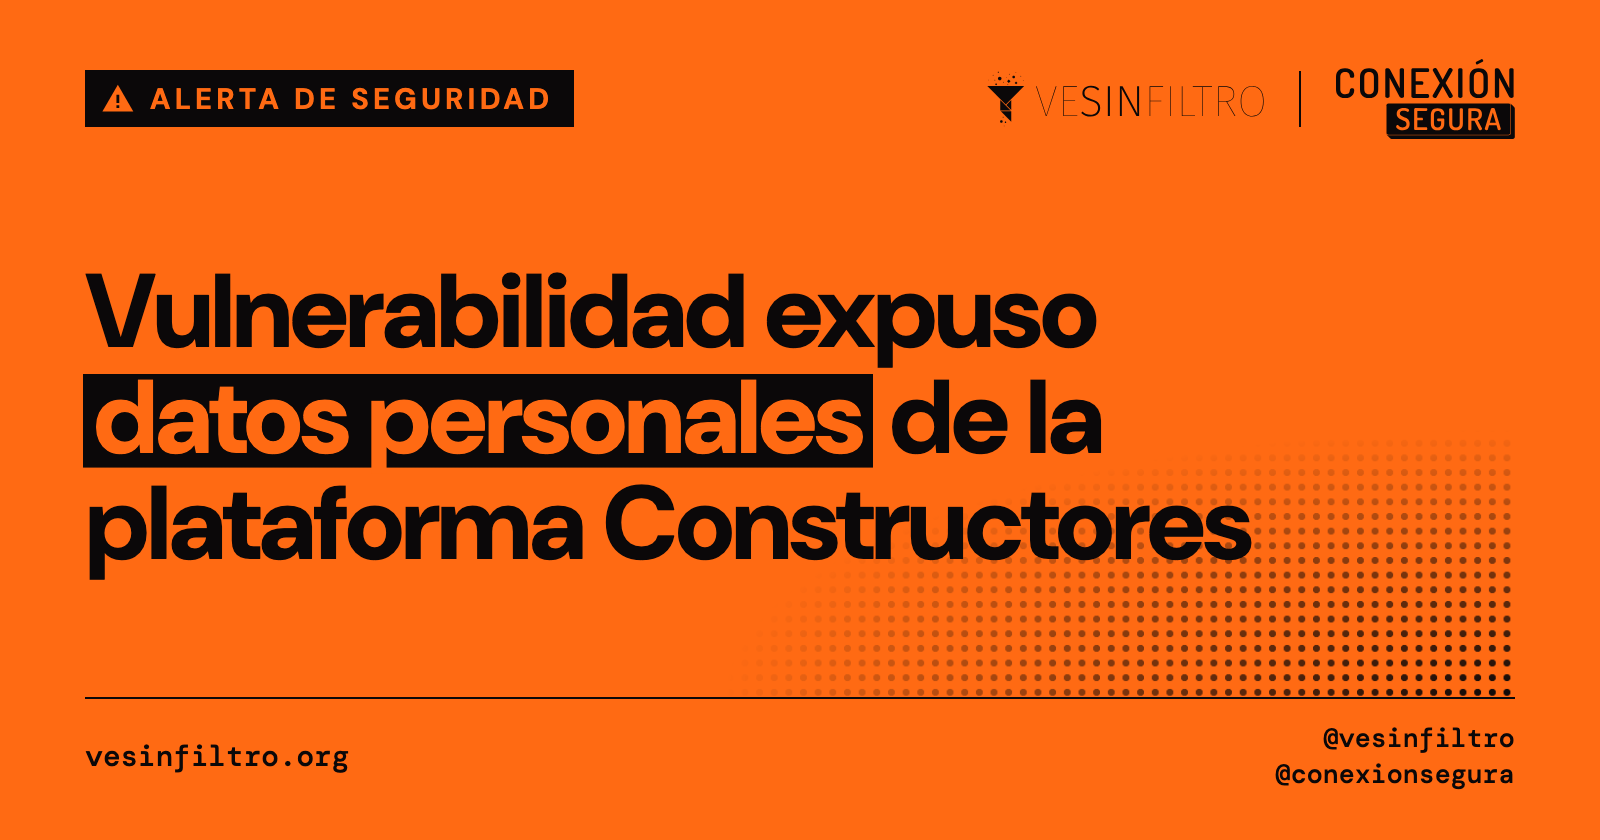 ALERTA DE SEGURIDAD
VESINFILTRO
CONEXIÓN
SEGURA
Vulnerabilidad expuso
datos personales de la
plataforma Constructores
vesinfiltro.org
@vesinfiltro
@conexionsegura